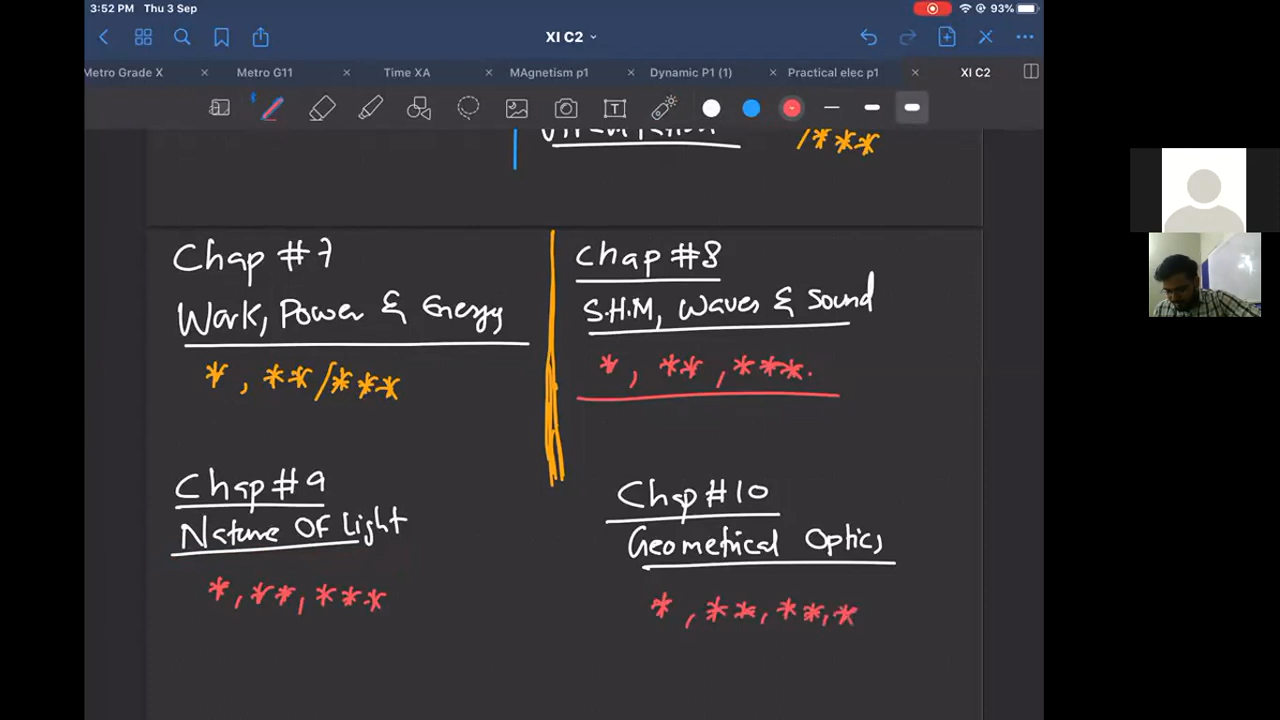 3:52 PM Thu 3 Sep 93%
XI C2
Metro Grade X Metro G11 Time XA MAgnetism p1 Dynamic P1 (1) Practical elec p1 XI C2
T
/***
Chap #7
Work, Power & Energy
*, **/***
Chap #8
S.H.M, Waves & Sound
*, **, ***.
Chap #9
Nature Of Light
*, **, ***
Chap #10
Geometrical Optics
*, **, **, *